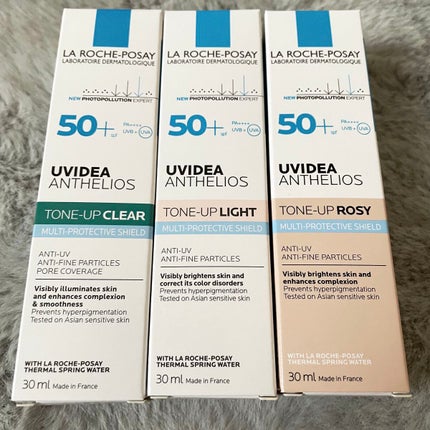 LA ROCHE-POSAY
LABORATOIRE DERMATOLOGIQUE
NEW PHOTOPOLLUTION EXPERT
50+ SPF
PA++++
UVB + UVA
UVIDEA
ANTHELIOS
TONE-UP CLEAR
MULTI-PROTECTIVE SHIELD
ANTI-UV
ANTI-FINE PARTICLES
PORE COVERAGE
Visibly illuminates skin
and enhances complexion
& smoothness
Prevents hyperpigmentation
Tested on Asian sensitive skin
WITH LA ROCHE-POSAY
THERMAL SPRING WATER
30 ml Made in France
LA ROCHE-POSAY
LABORATOIRE DERMATOLOGIQUE
NEW PHOTOPOLLUTION EXPERT
50+ SPF
PA++++
UVB + UVA
UVIDEA
ANTHELIOS
TONE-UP LIGHT
MULTI-PROTECTIVE SHIELD
ANTI-UV
ANTI-FINE PARTICLES
Visibly brightens skin and
correct its color disorders
Prevents hyperpigmentation
Tested on Asian sensitive skin
WITH LA ROCHE-POSAY
THERMAL SPRING WATER
30 ml Made in France
LA ROCHE-POSAY
LABORATOIRE DERMATOLOGIQUE
NEW PHOTOPOLLUTION EXPERT
50+ SPF
PA++++
UVB + UVA
UVIDEA
ANTHELIOS
TONE-UP ROSY
MULTI-PROTECTIVE SHIELD
ANTI-UV
ANTI-FINE PARTICLES
Visibly brightens skin and
enhances complexion
Prevents hyperpigmentation
Tested on Asian sensitive skin
WITH LA ROCHE-POSAY
THERMAL SPRING WATER
30 ml Made in France